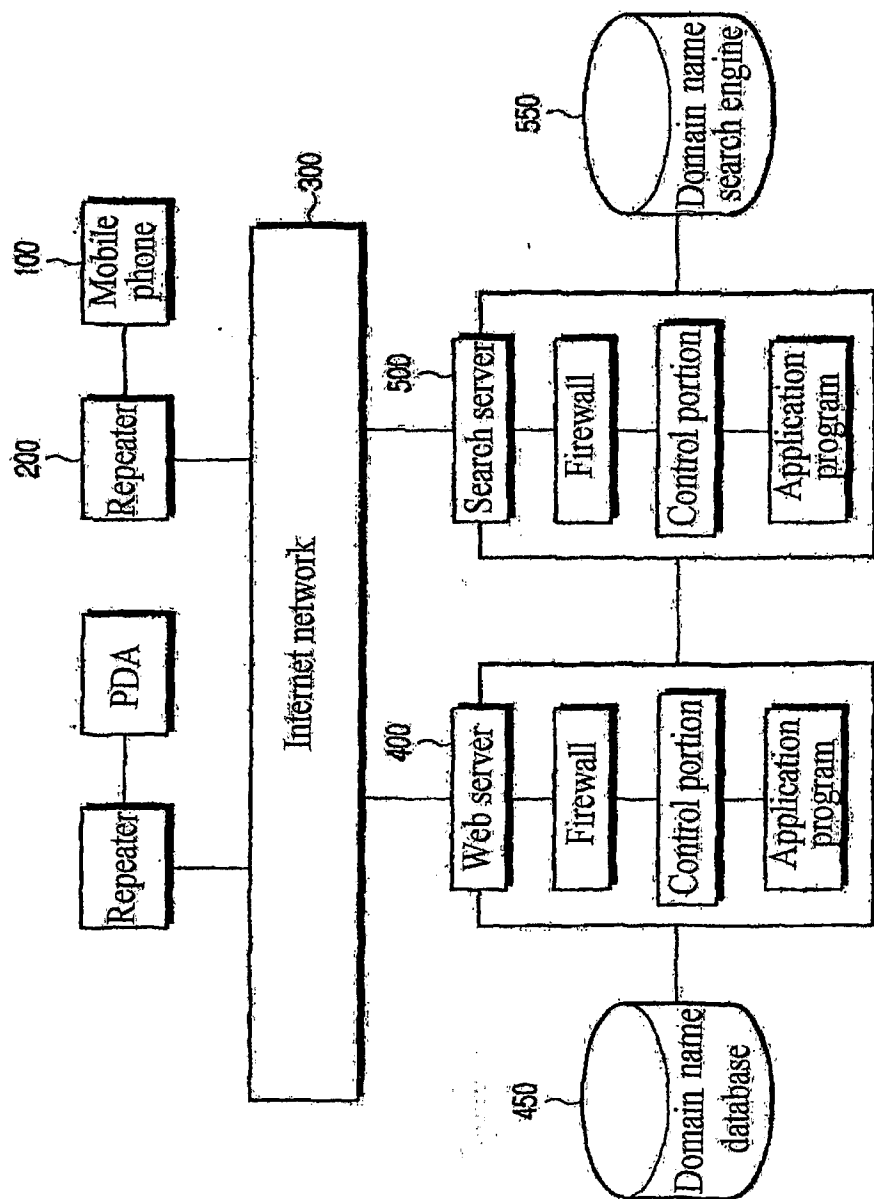 100
Mobile
phone
200
Repeater
PDA
Repeater
300
Internet network
400
Web server
Firewall
Control portion
Application
program
500
Search server
Firewall
Control portion
Application
program
450
Domain name
database
550
Domain name
search engine